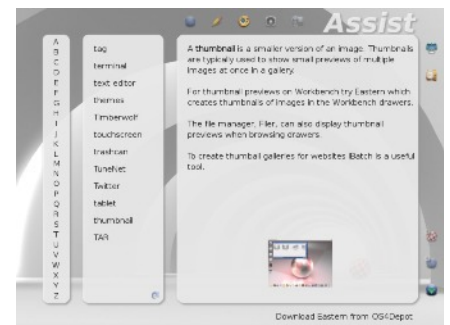 Assist
A
B
C
D
E
F
G
H
I
J
K
L
M
N
O
P
Q
R
S
T
U
V
W
X
Y
Z
tag
terminal
text editor
themes
Timberwolf
touchscreen
trashcan
TuneNet
Twitter
tablet
thumbnail
TAR
A thumbnail is a smaller version of an image. Thumbnails
are typically used to show small previews of multiple
images at once in a gallery.
For thumbnail previews on Workbench try Eastern which
creates thumbnails of images in the Workbench drawers.
The file manager, Filer, can also display thumbnail
previews when browsing drawers.
To create thumbail galleries for websites iBatch is a useful
tool.
Download Eastern from OS4Depot